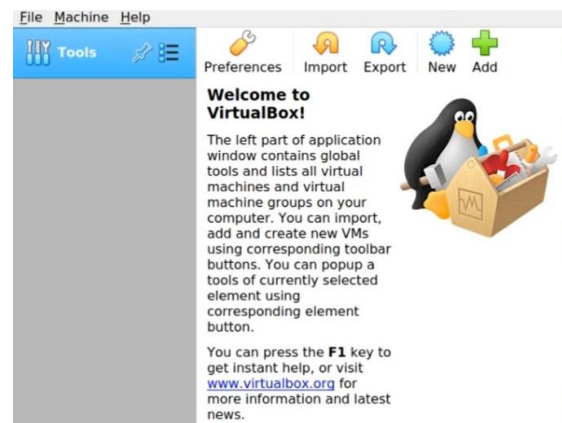 File Machine Help
Tools
Preferences Import Export New Add
Welcome to
VirtualBox!
The left part of application
window contains global
tools and lists all virtual
machines and virtual
machine groups on your
computer. You can import,
add and create new VMs
using corresponding toolbar
buttons. You can popup a
tools of currently selected
element using
corresponding element
button.
You can press the F1 key to
get instant help, or visit
www.virtualbox.org for
more information and latest
news.